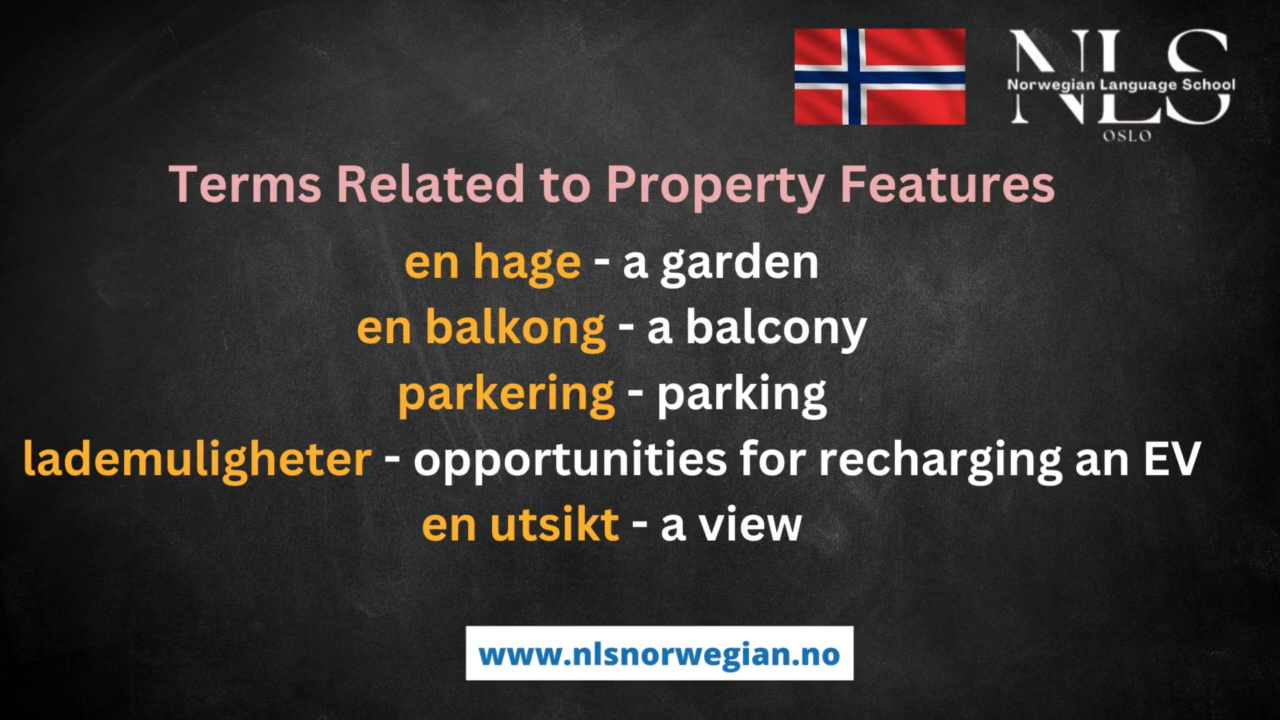 NLS
Norwegian Language School
OSLO
Terms Related to Property Features
en hage - a garden
en balkong - a balcony
parkering - parking
lademuligheter - opportunities for recharging an EV
en utsikt - a view
www.nlsnorwegian.no